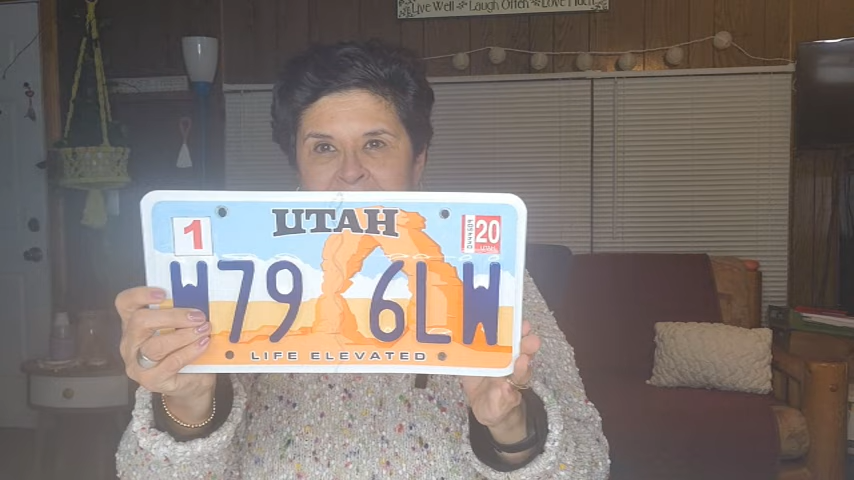 Live Well Laugh Often Love Much
UTAH
1
20
W79 6LW
LIFE ELEVATED